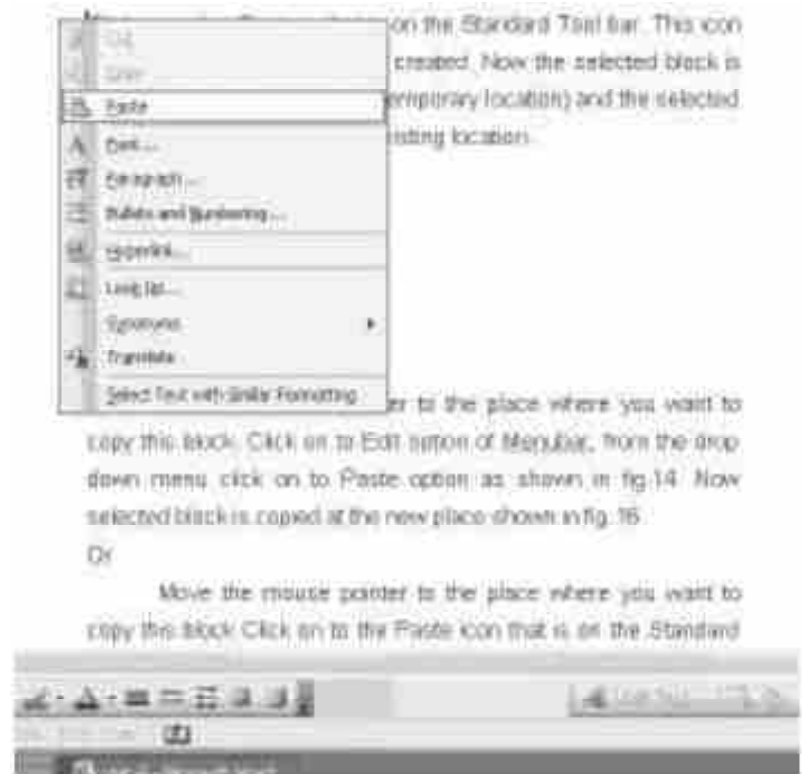 on the Standard Tool bar. This icon
Cut
created. Now the selected block is
Copy
Paste
emporary location) and the selected
Font...
isting location.
Paragraph...
Bullets and Numbering...
Hyperlink...
Look Up...
Synonyms
Translate
Select Text with Similar Formatting
er to the place where you want to
copy this block. Click on to Edit option of Menubar, from the drop
down menu click on to Paste option as shown in fig.14. Now
selected block is copied at the new place shown in fig. 16
Or
Move the mouse pointer to the place where you want to
copy this block Click on to the Paste icon that is on the Standard